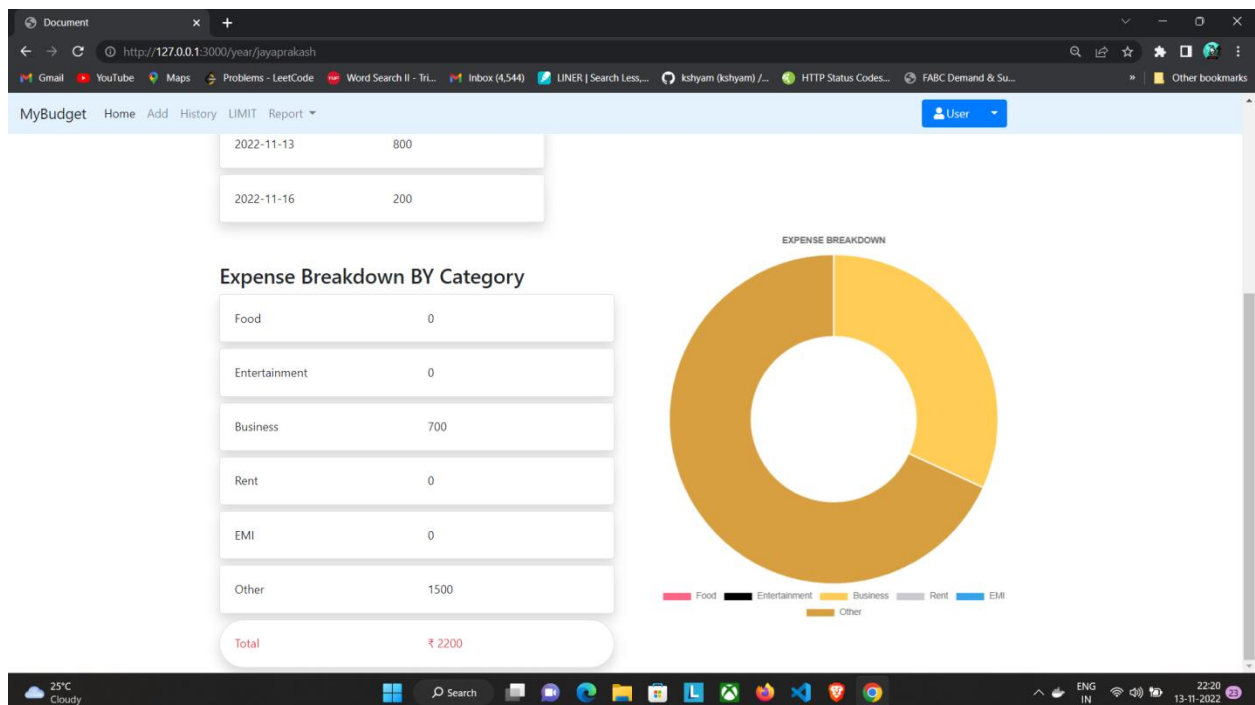 Document
http://127.0.0.1:3000/year/jayaprakash
Gmail YouTube Maps Problems - LeetCode Word Search II - Tri... Inbox (4,544) LINER | Search Less,... kshyam (kshyam) /... HTTP Status Codes... FABC Demand & Su... » Other bookmarks
MyBudget Home Add History LIMIT Report User
2022-11-13 800
2022-11-16 200
EXPENSE BREAKDOWN
Expense Breakdown BY Category
Food 0
Entertainment 0
Business 700
Rent 0
EMI 0
Other 1500
Total ₹ 2200
Food Entertainment Business Rent EMI
Other
25°C
Cloudy
Search
ENG
IN
22:20
13-11-2022
23